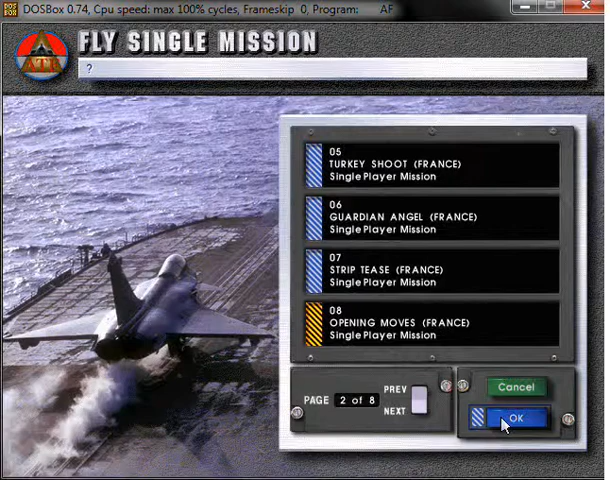 DOSBox 0.74, Cpu speed: max 100% cycles, Frameskip 0, Program: AF
FLY SINGLE MISSION
ATF
?
05
TURKEY SHOOT (FRANCE)
Single Player Mission
06
GUARDIAN ANGEL (FRANCE)
Single Player Mission
07
STRIP TEASE (FRANCE)
Single Player Mission
08
OPENING MOVES (FRANCE)
Single Player Mission
PREV
PAGE 2 of 8
NEXT
Cancel
OK